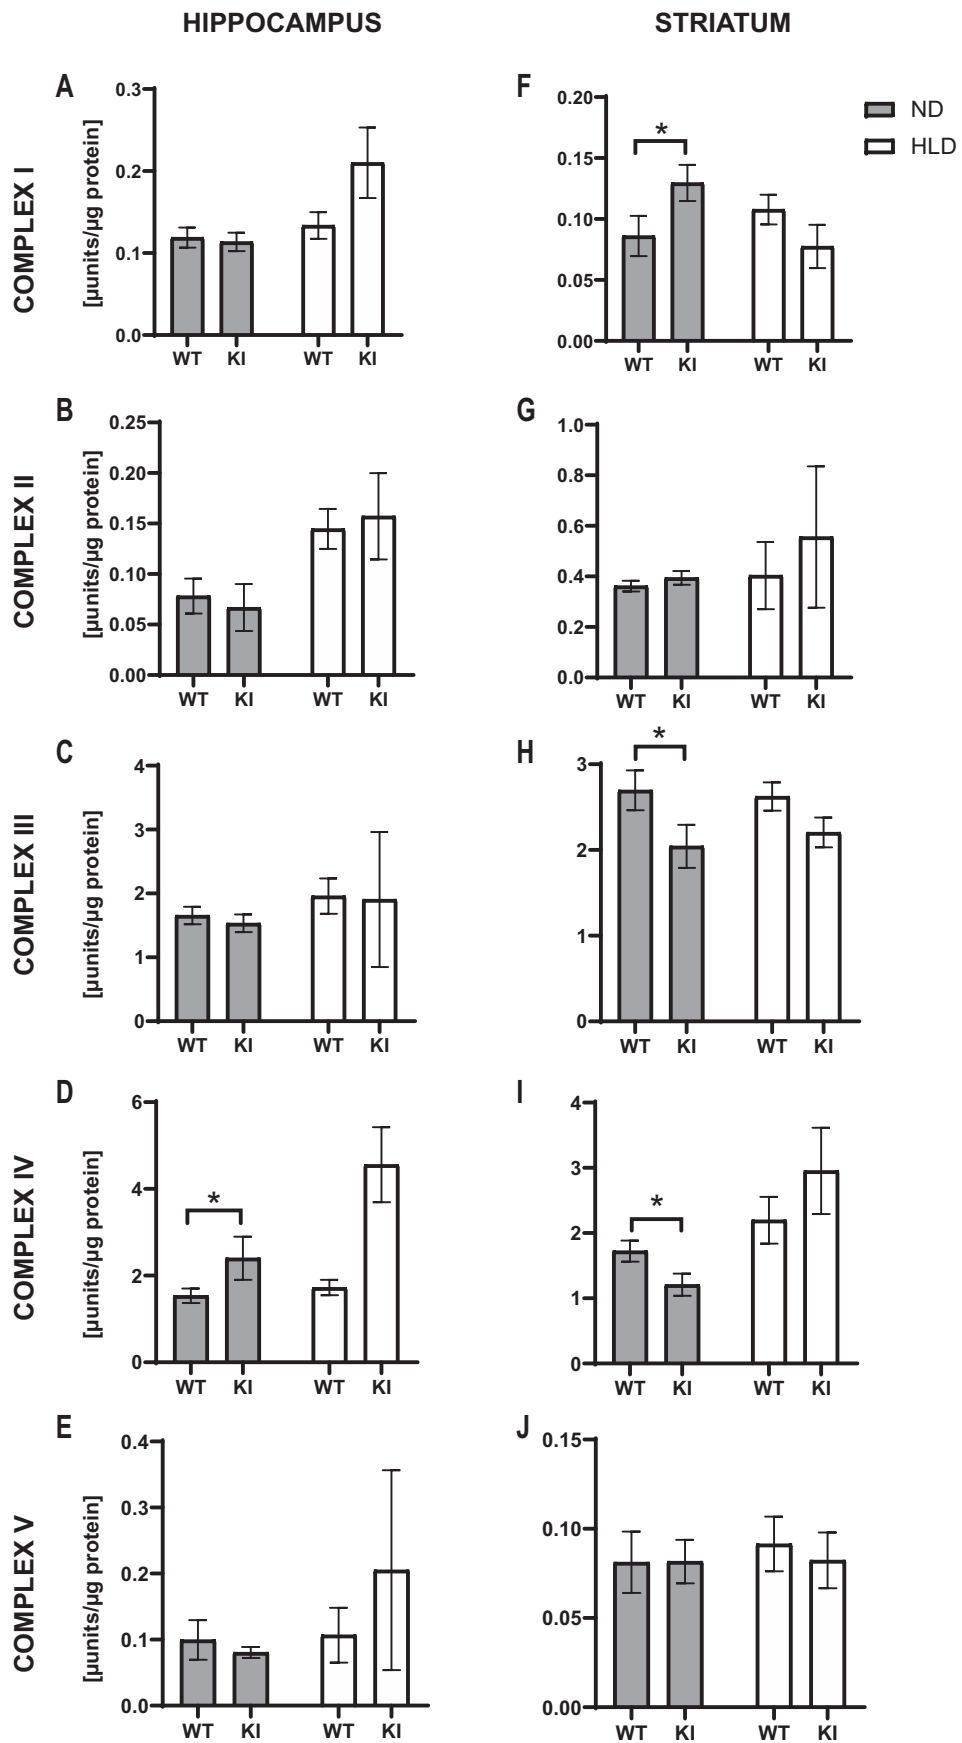 HIPPOCAMPUS
STRIATUM
COMPLEX I
A
[µunits/µg protein]
0.3
0.2
0.1
0.0
WT KI WT KI
F
0.20
0.15
0.10
0.05
0.00
*
WT KI WT KI
ND
HLD
COMPLEX II
B
[µunits/µg protein]
0.25
0.20
0.15
0.10
0.05
0.00
WT KI WT KI
G
1.0
0.8
0.6
0.4
0.2
0.0
WT KI WT KI
COMPLEX III
C
[µunits/µg protein]
4
3
2
1
0
WT KI WT KI
H
3
2
1
0
*
WT KI WT KI
COMPLEX IV
D
[µunits/µg protein]
6
4
2
0
*
WT KI WT KI
I
4
3
2
1
0
*
WT KI WT KI
COMPLEX V
E
[µunits/µg protein]
0.4
0.3
0.2
0.1
0.0
WT KI WT KI
J
0.15
0.10
0.05
0.00
WT KI WT KI